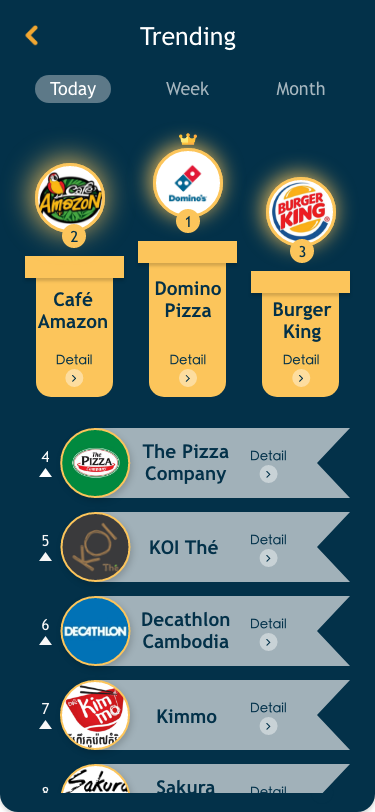 Trending
Today
Week
Month
Café
AmazoN
Domino's
BURGER
KING
2
1
3
Café
Amazon
Detail
Domino
Pizza
Detail
Burger
King
Detail
4
The
PIZZA
Company
The Pizza
Company
Detail
5
KOI
Thé
KOI Thé
Detail
6
DECATHLON
Decathlon
Cambodia
Detail
7
Kim
mo
Kimmo
Detail
8
Sakura
Sakura
Detail